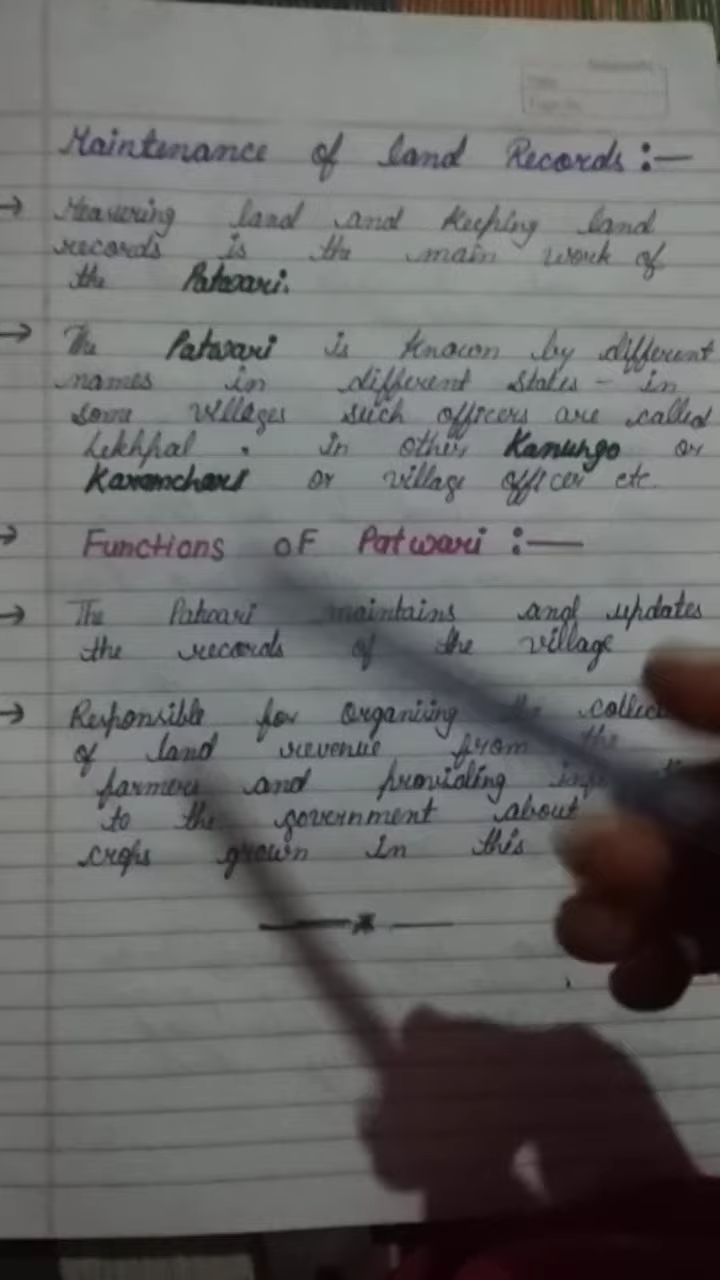 Maintenance of land Records :—
→ Measuring land and keeping land
records is the main work of
the Patwari.
→ The Patwari is known by different
names in different states - in
some villages such officers are called
Lekhpal. in other Kanungo or
Karamchari or village officer etc.
→ Functions of Patwari :—
→ The Patwari maintains and updates
the records of the village
→ Responsible for organizing the
of land revenue from the
farmers and providing
to the government about
crops grown in this